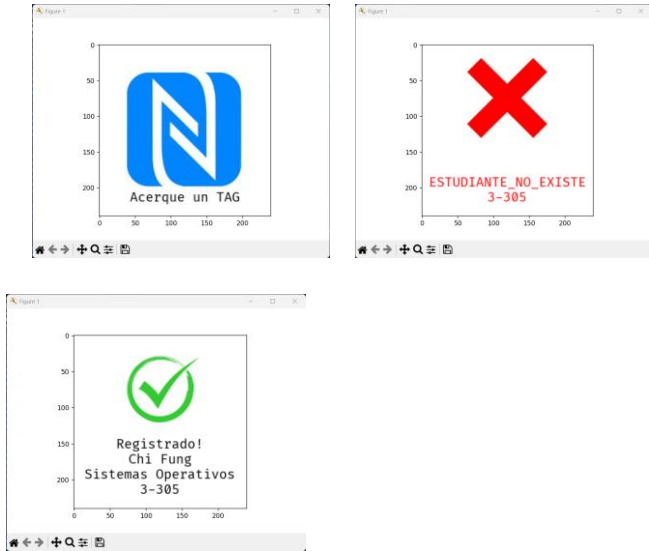 Figure 1
0
50
100
150
200
0 50 100 150 200
Acerque un TAG
Figure 1
0
50
100
150
200
0 50 100 150 200
ESTUDIANTE_NO_EXISTE
3-305
Figure 1
0
50
100
150
200
0 50 100 150 200
Registrado!
Chi Fung
Sistemas Operativos
3-305